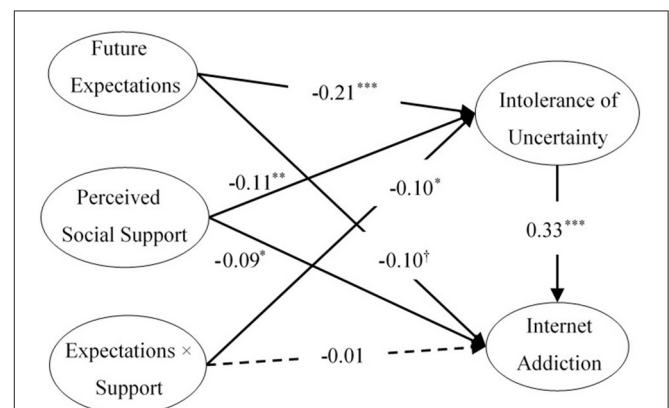 Future
Expectations
-0.21***
Intolerance of
Uncertainty
Perceived
Social Support
-0.11**
-0.10*
0.33***
-0.09*
-0.10†
Expectations ×
Support
-0.01
Internet
Addiction